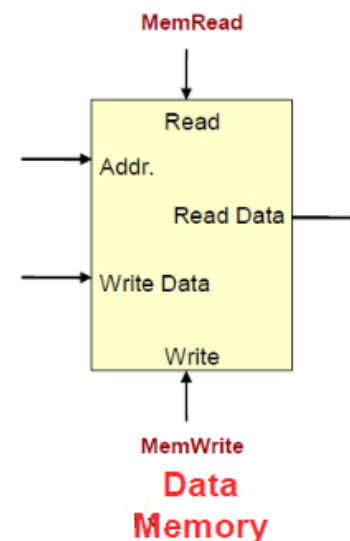 MemRead
Read
Addr.
Read Data
Write Data
Write
MemWrite
Data
Memory